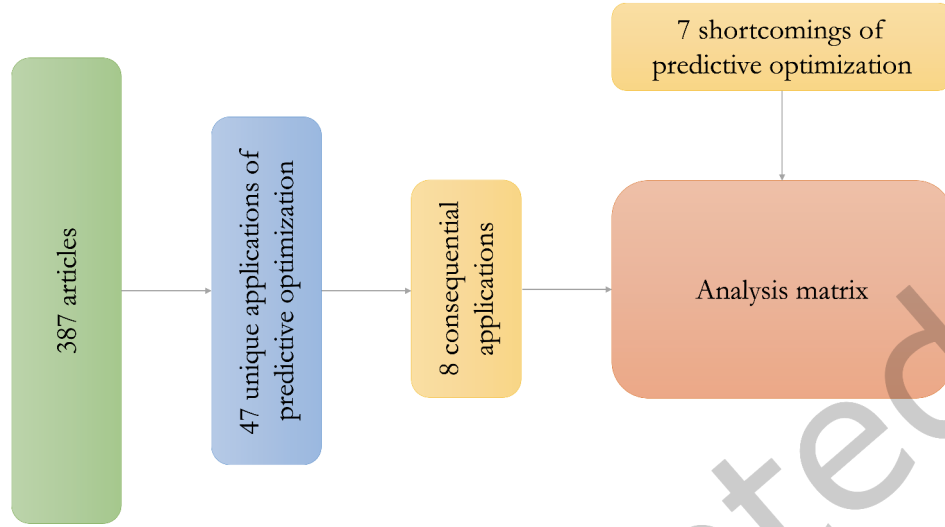 387 articles
47 unique applications of
predictive optimization
8 consequential
applications
7 shortcomings of
predictive optimization
Analysis matrix